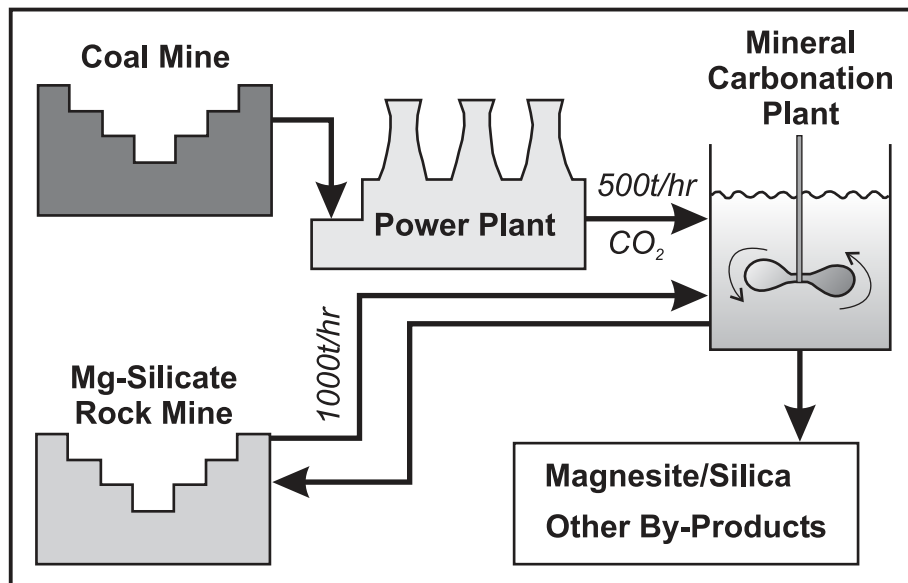 Coal Mine
Mineral
Carbonation
Plant
500t/hr
Power Plant
CO₂
1000t/hr
Mg-Silicate
Rock Mine
Magnesite/Silica
Other By-Products